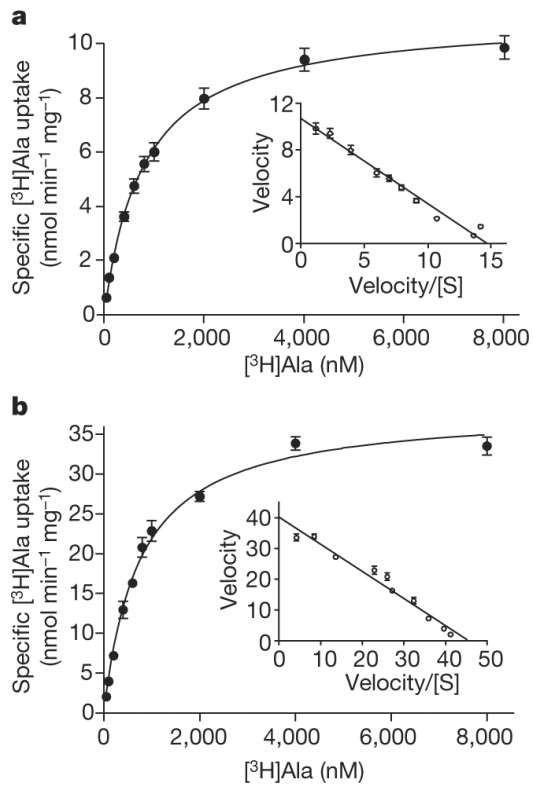 a
Specific [³H]Ala uptake
(nmol min⁻¹ mg⁻¹)
10
8
6
4
2
0
0 2,000 4,000 6,000 8,000
[³H]Ala (nM)
Velocity
12
8
4
0
0 5 10 15
Velocity/[S]
b
Specific [³H]Ala uptake
(nmol min⁻¹ mg⁻¹)
35
30
25
20
15
10
5
0
0 2,000 4,000 6,000 8,000
[³H]Ala (nM)
Velocity
40
30
20
10
0
0 10 20 30 40 50
Velocity/[S]